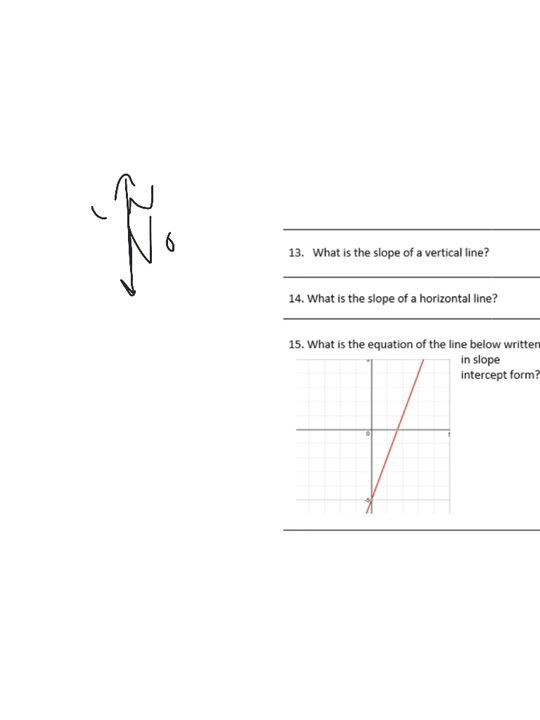 13. What is the slope of a vertical line?
14. What is the slope of a horizontal line?
15. What is the equation of the line below written
in slope
intercept form?
0